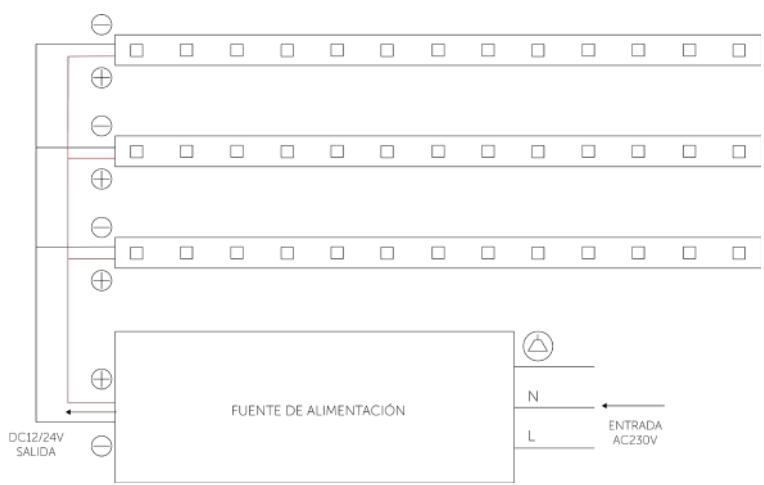 FUENTE DE ALIMENTACIÓN
DC12/24V
SALIDA
N
L
ENTRADA
AC230V